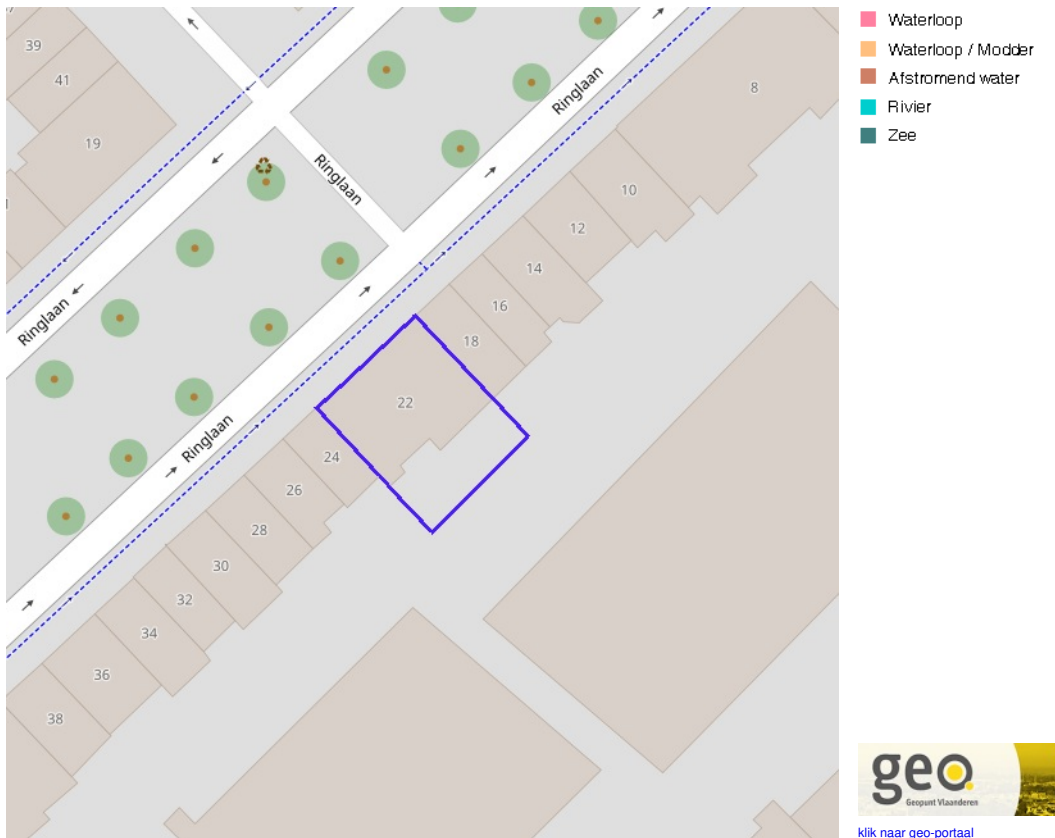 39
41
19
8
Ringlaan
Ringlaan
10
12
14
16
18
Ringlaan
22
Ringlaan
24
26
28
30
32
34
36
38
Waterloop
Waterloop / Modder
Afstromend water
Rivier
Zee
geo.
Geopunt Vlaanderen
klik naar geo-portaal